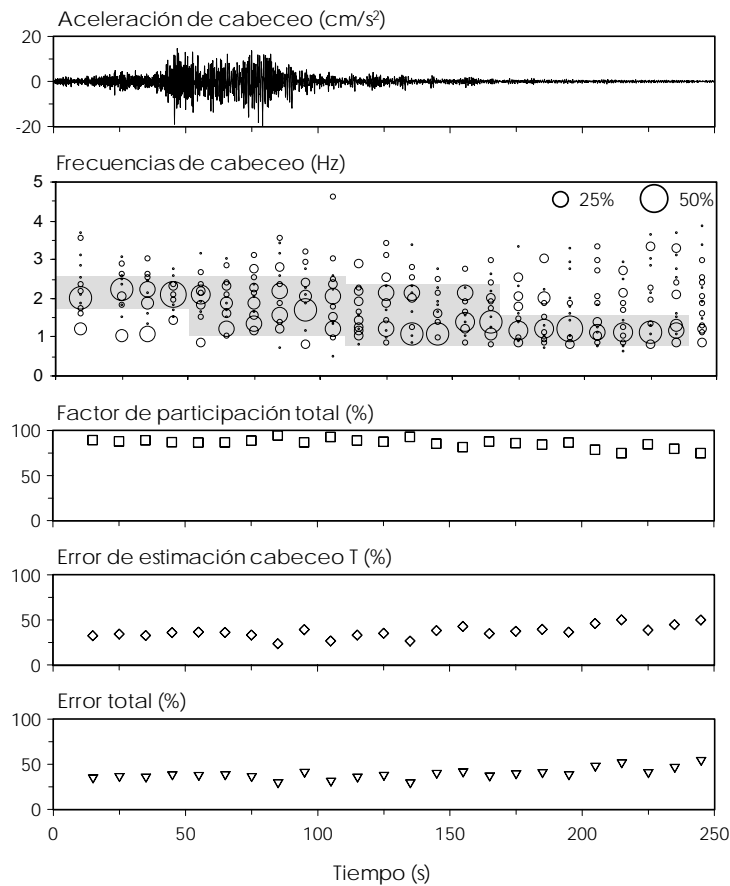 Aceleración de cabeceo (cm/s²)
20
0
-20
Frecuencias de cabeceo (Hz)
5
4
3
2
1
0
25%
50%
Factor de participación total (%)
100
50
0
Error de estimación cabeceo T (%)
100
50
0
Error total (%)
100
50
0
0 50 100 150 200 250
Tiempo (s)